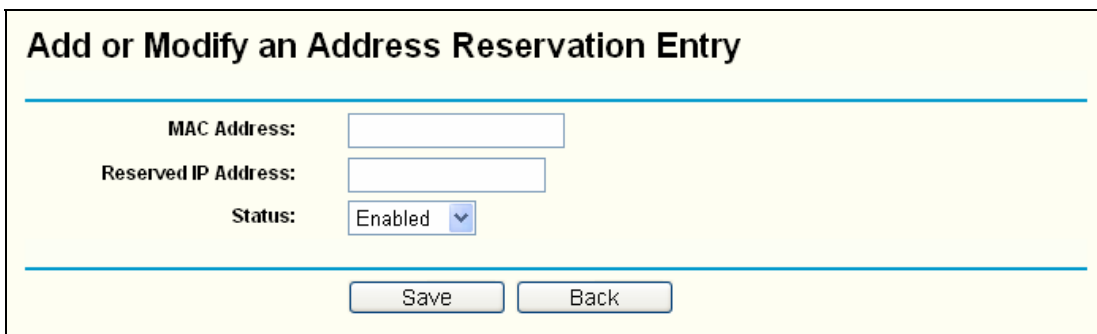 Add or Modify an Address Reservation Entry
MAC Address:
Reserved IP Address:
Status: Enabled
Save Back